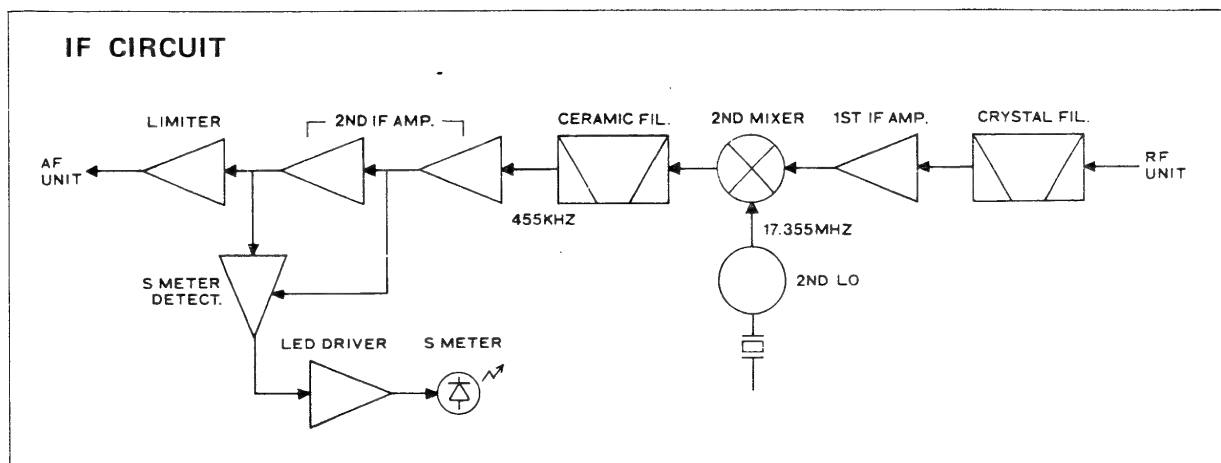 IF CIRCUIT
LIMITER
2ND IF AMP.
CERAMIC FIL.
2ND MIXER
1ST IF AMP.
CRYSTAL FIL.
AF
UNIT
RF
UNIT
455KHZ
17.355MHZ
2ND LO
S METER
DETECT.
LED DRIVER
S METER